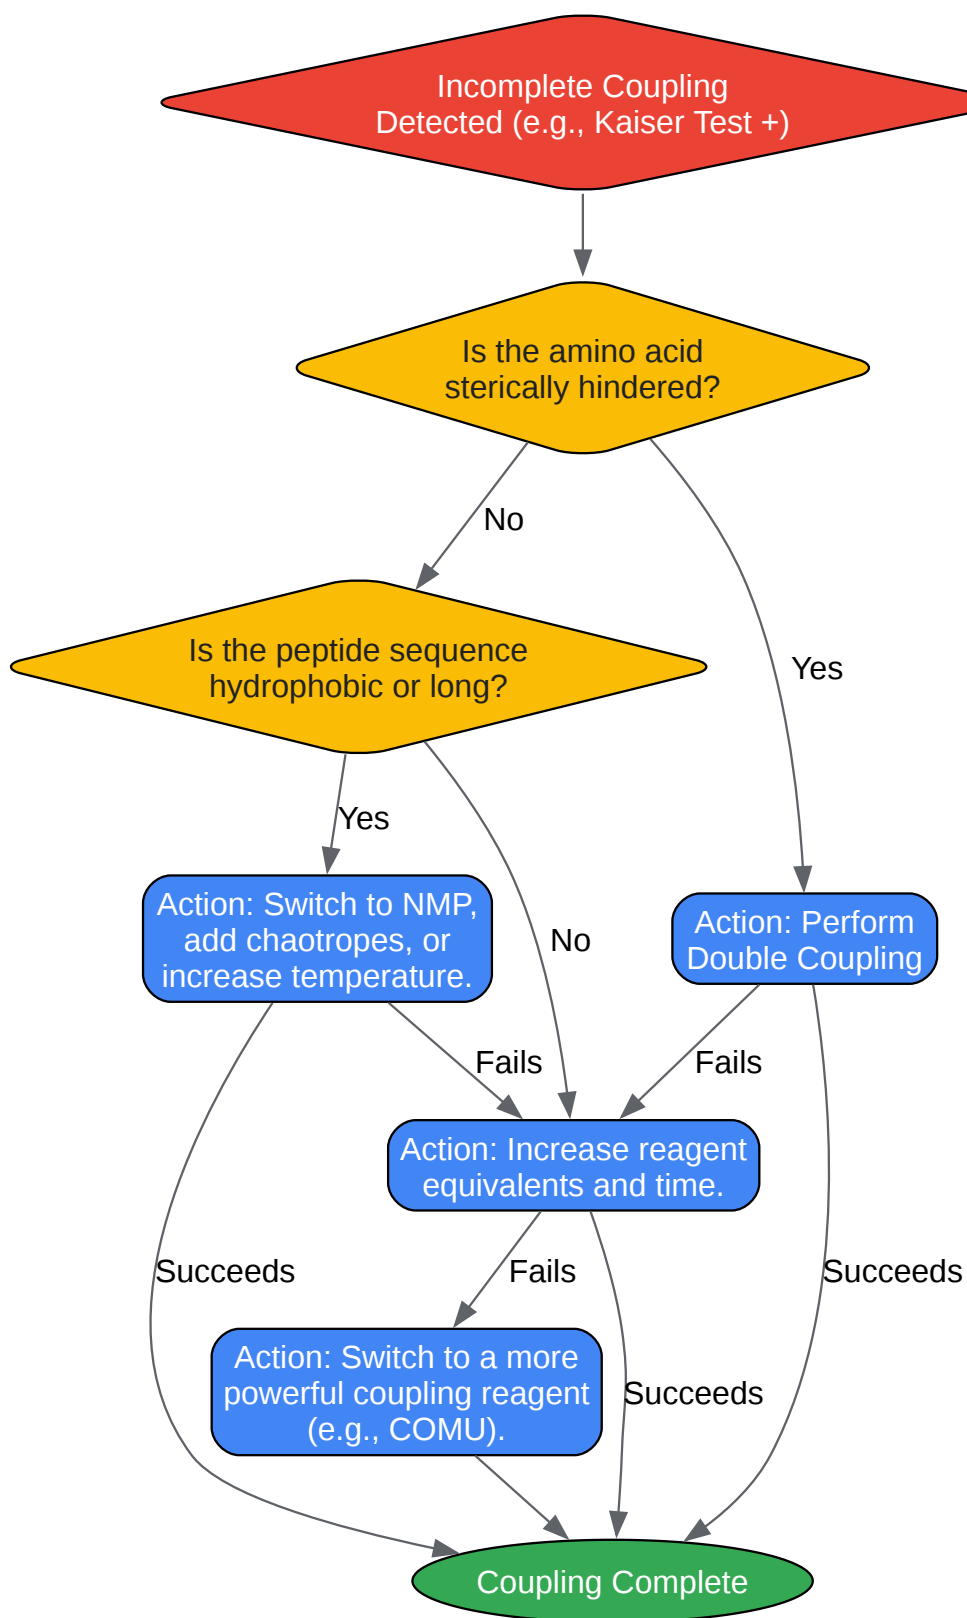 Incomplete Coupling
Detected (e.g., Kaiser Test +)
Is the amino acid
sterically hindered?
No
Yes
Is the peptide sequence
hydrophobic or long?
Yes
No
Action: Switch to NMP,
add chaotropes, or
increase temperature.
Action: Perform
Double Coupling
Fails
Fails
Action: Increase reagent
equivalents and time.
Succeeds
Fails
Succeeds
Action: Switch to a more
powerful coupling reagent
(e.g., COMU).
Succeeds
Coupling Complete